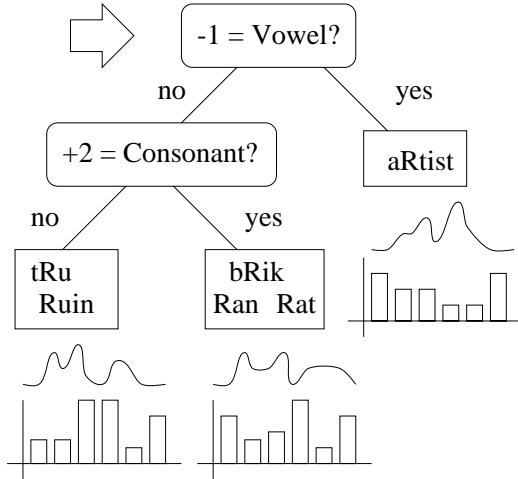 -1 = Vowel?
no
yes
+2 = Consonant?
aRtist
no
yes
tRu
Ruin
bRik
Ran Rat